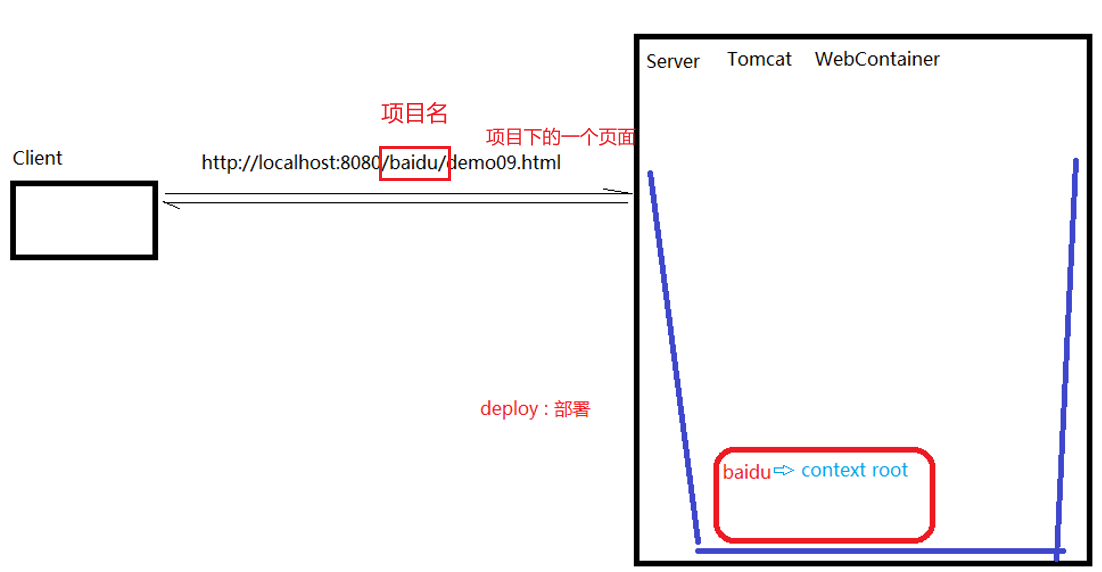 Server Tomcat WebContainer
项目名
项目下的一个页面
Client
http://localhost:8080/baidu/demo09.html
deploy : 部署
baidu⇨ context root